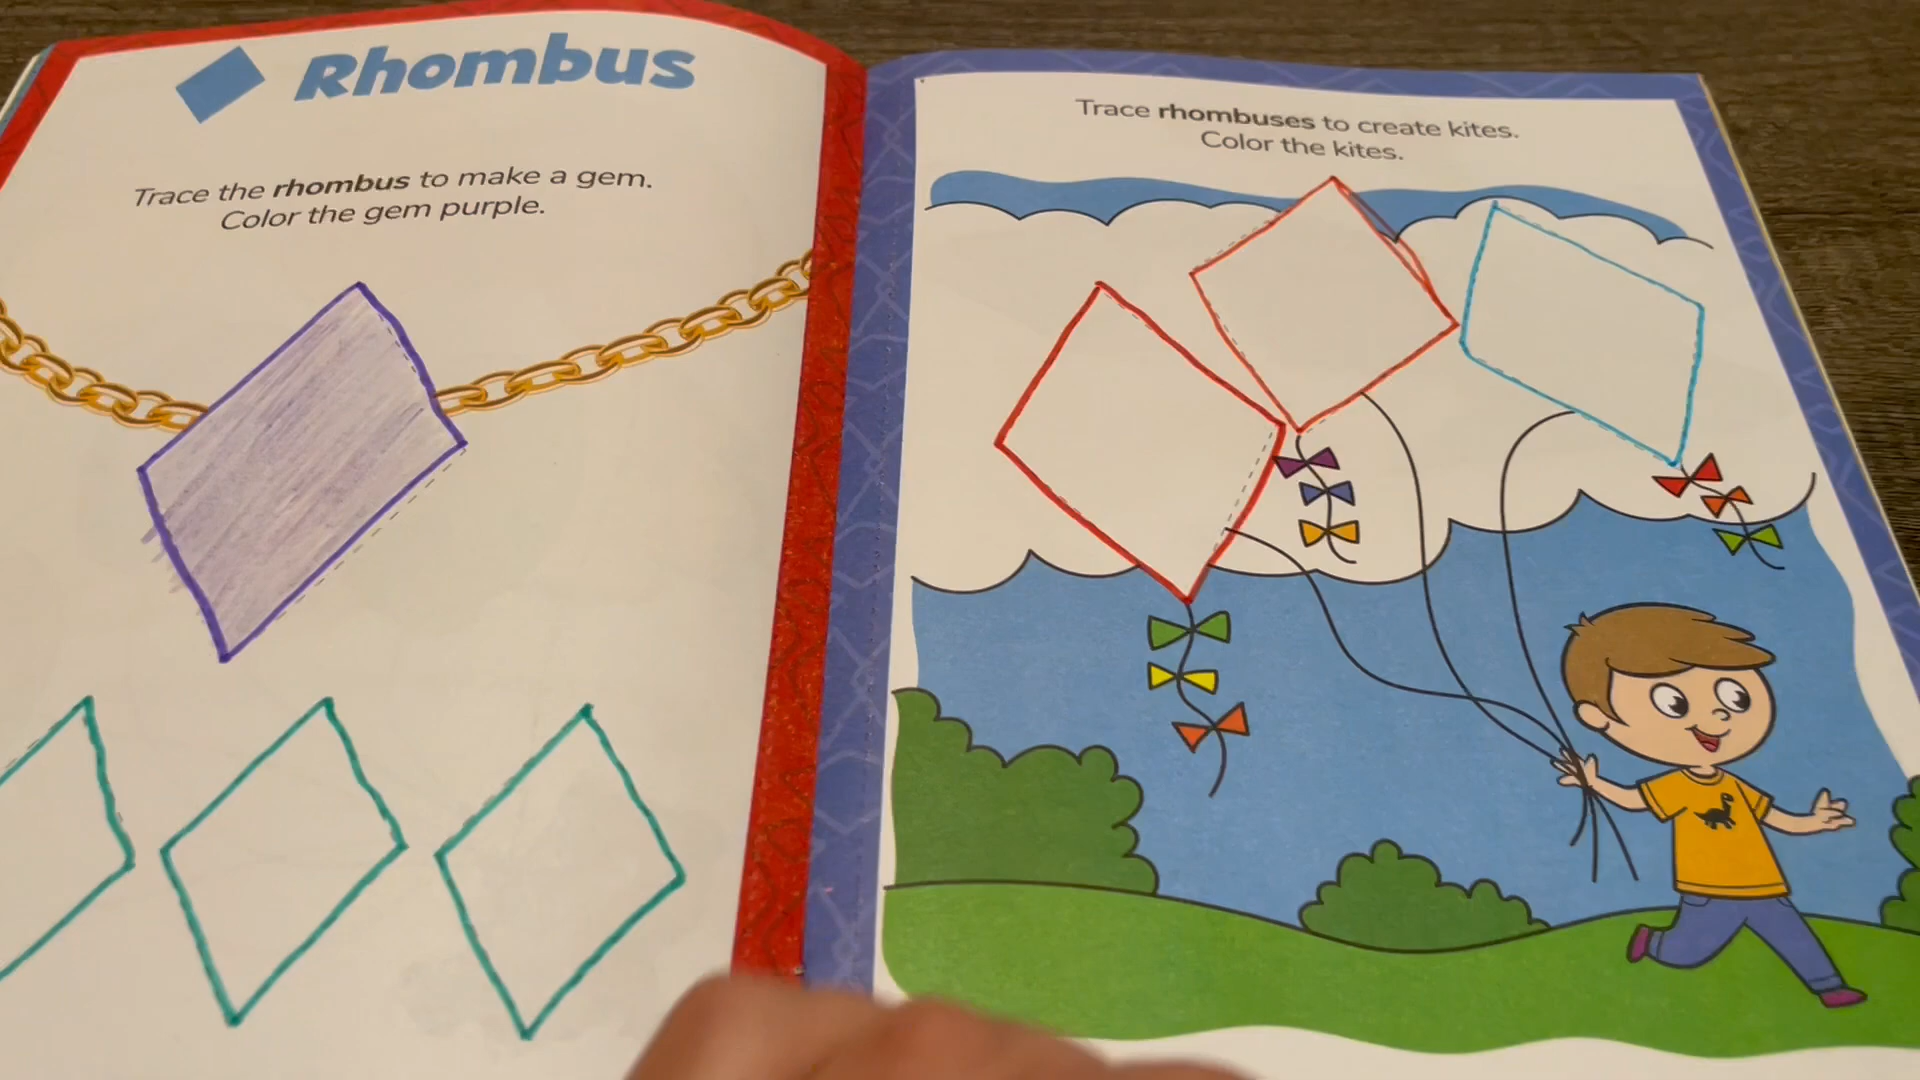 Rhombus
Trace the rhombus to make a gem.
Color the gem purple.
Trace rhombuses to create kites.
Color the kites.